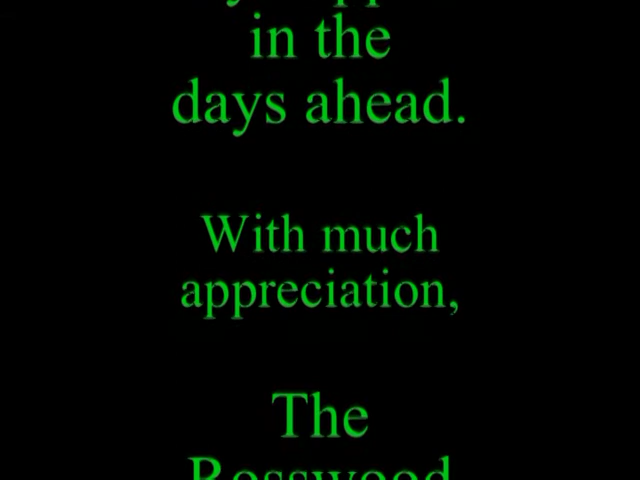 in the
days ahead.
With much
appreciation,
The
Rosswood